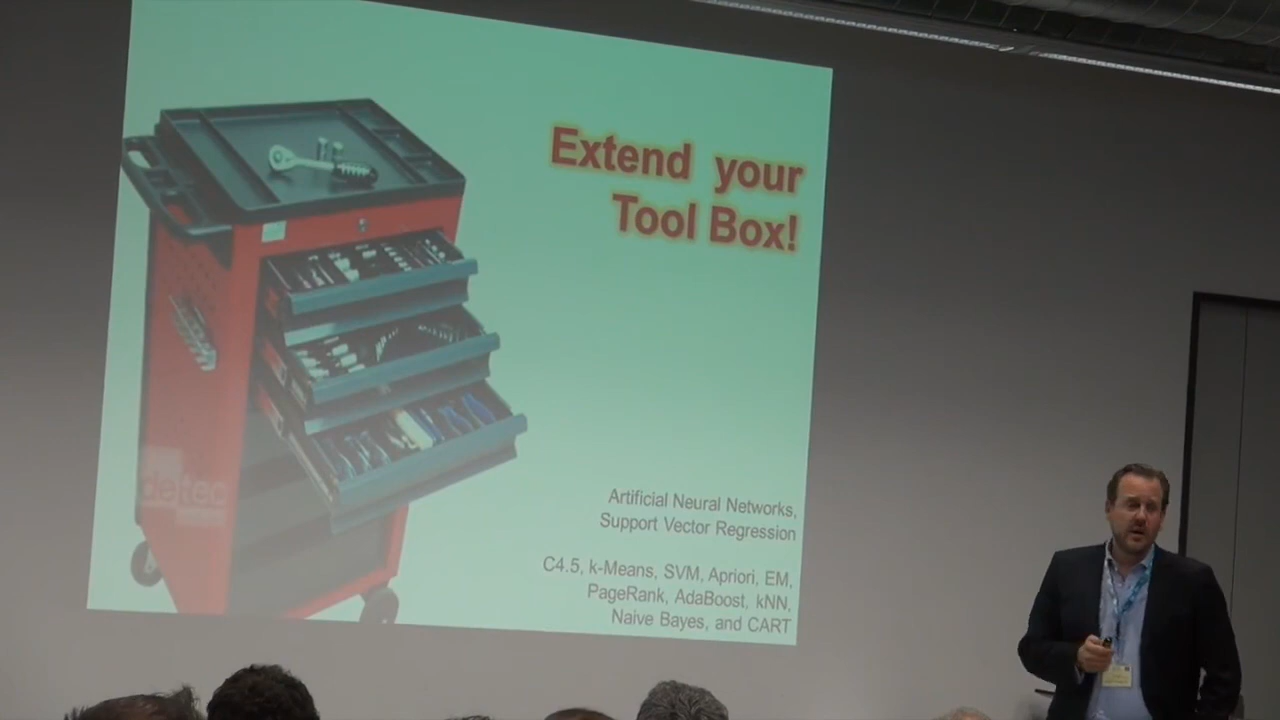 Extend your
Tool Box!
Artificial Neural Networks,
Support Vector Regression
C4.5, k-Means, SVM, Apriori, EM,
PageRank, AdaBoost, kNN,
Naive Bayes, and CART